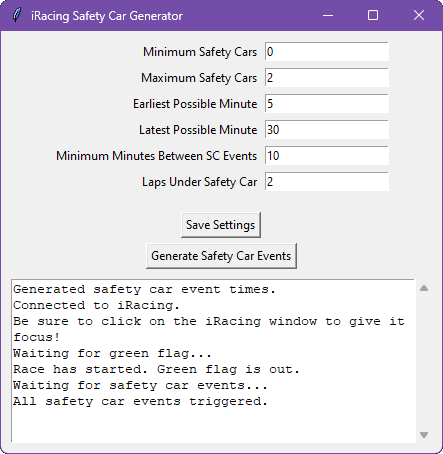 iRacing Safety Car Generator
Minimum Safety Cars 0
Maximum Safety Cars 2
Earliest Possible Minute 5
Latest Possible Minute 30
Minimum Minutes Between SC Events 10
Laps Under Safety Car 2
Save Settings
Generate Safety Car Events
Generated safety car event times.
Connected to iRacing.
Be sure to click on the iRacing window to give it
focus!
Waiting for green flag...
Race has started. Green flag is out.
Waiting for safety car events...
All safety car events triggered.